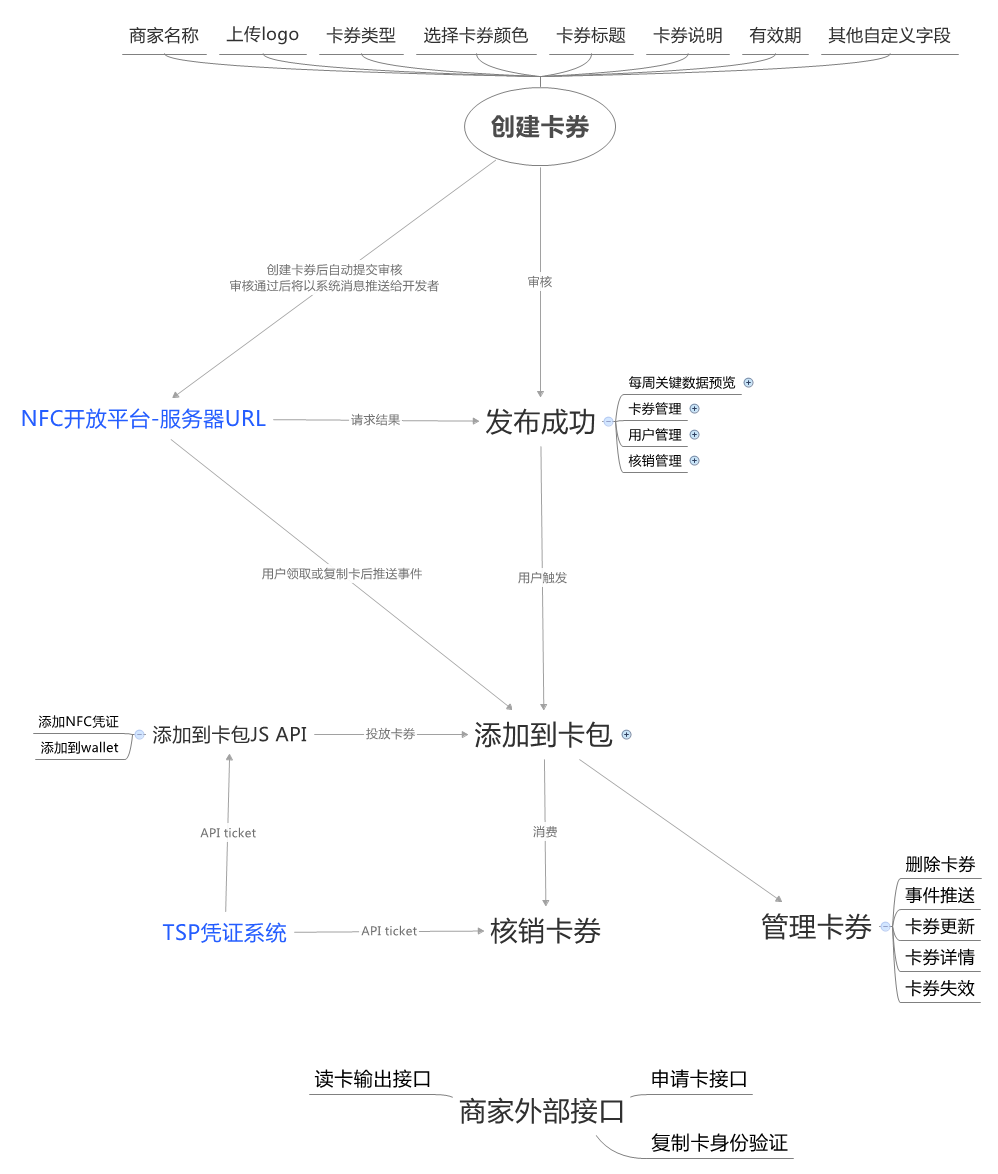 商家名称
上传logo
卡券类型
选择卡券颜色
卡券标题
卡券说明
有效期
其他自定义字段
创建卡券
创建卡券后自动提交审核
审核通过后将以系统消息推送给开发者
审核
NFC开放平台-服务器URL
请求结果
发布成功
每周关键数据预览
卡券管理
用户管理
核销管理
用户领取或复制卡后推送事件
用户触发
添加NFC凭证
添加到wallet
添加到卡包JS API
投放卡券
添加到卡包
API ticket
消费
TSP凭证系统
API ticket
核销卡券
管理卡券
删除卡券
事件推送
卡券更新
卡券详情
卡券失效
读卡输出接口
商家外部接口
申请卡接口
复制卡身份验证